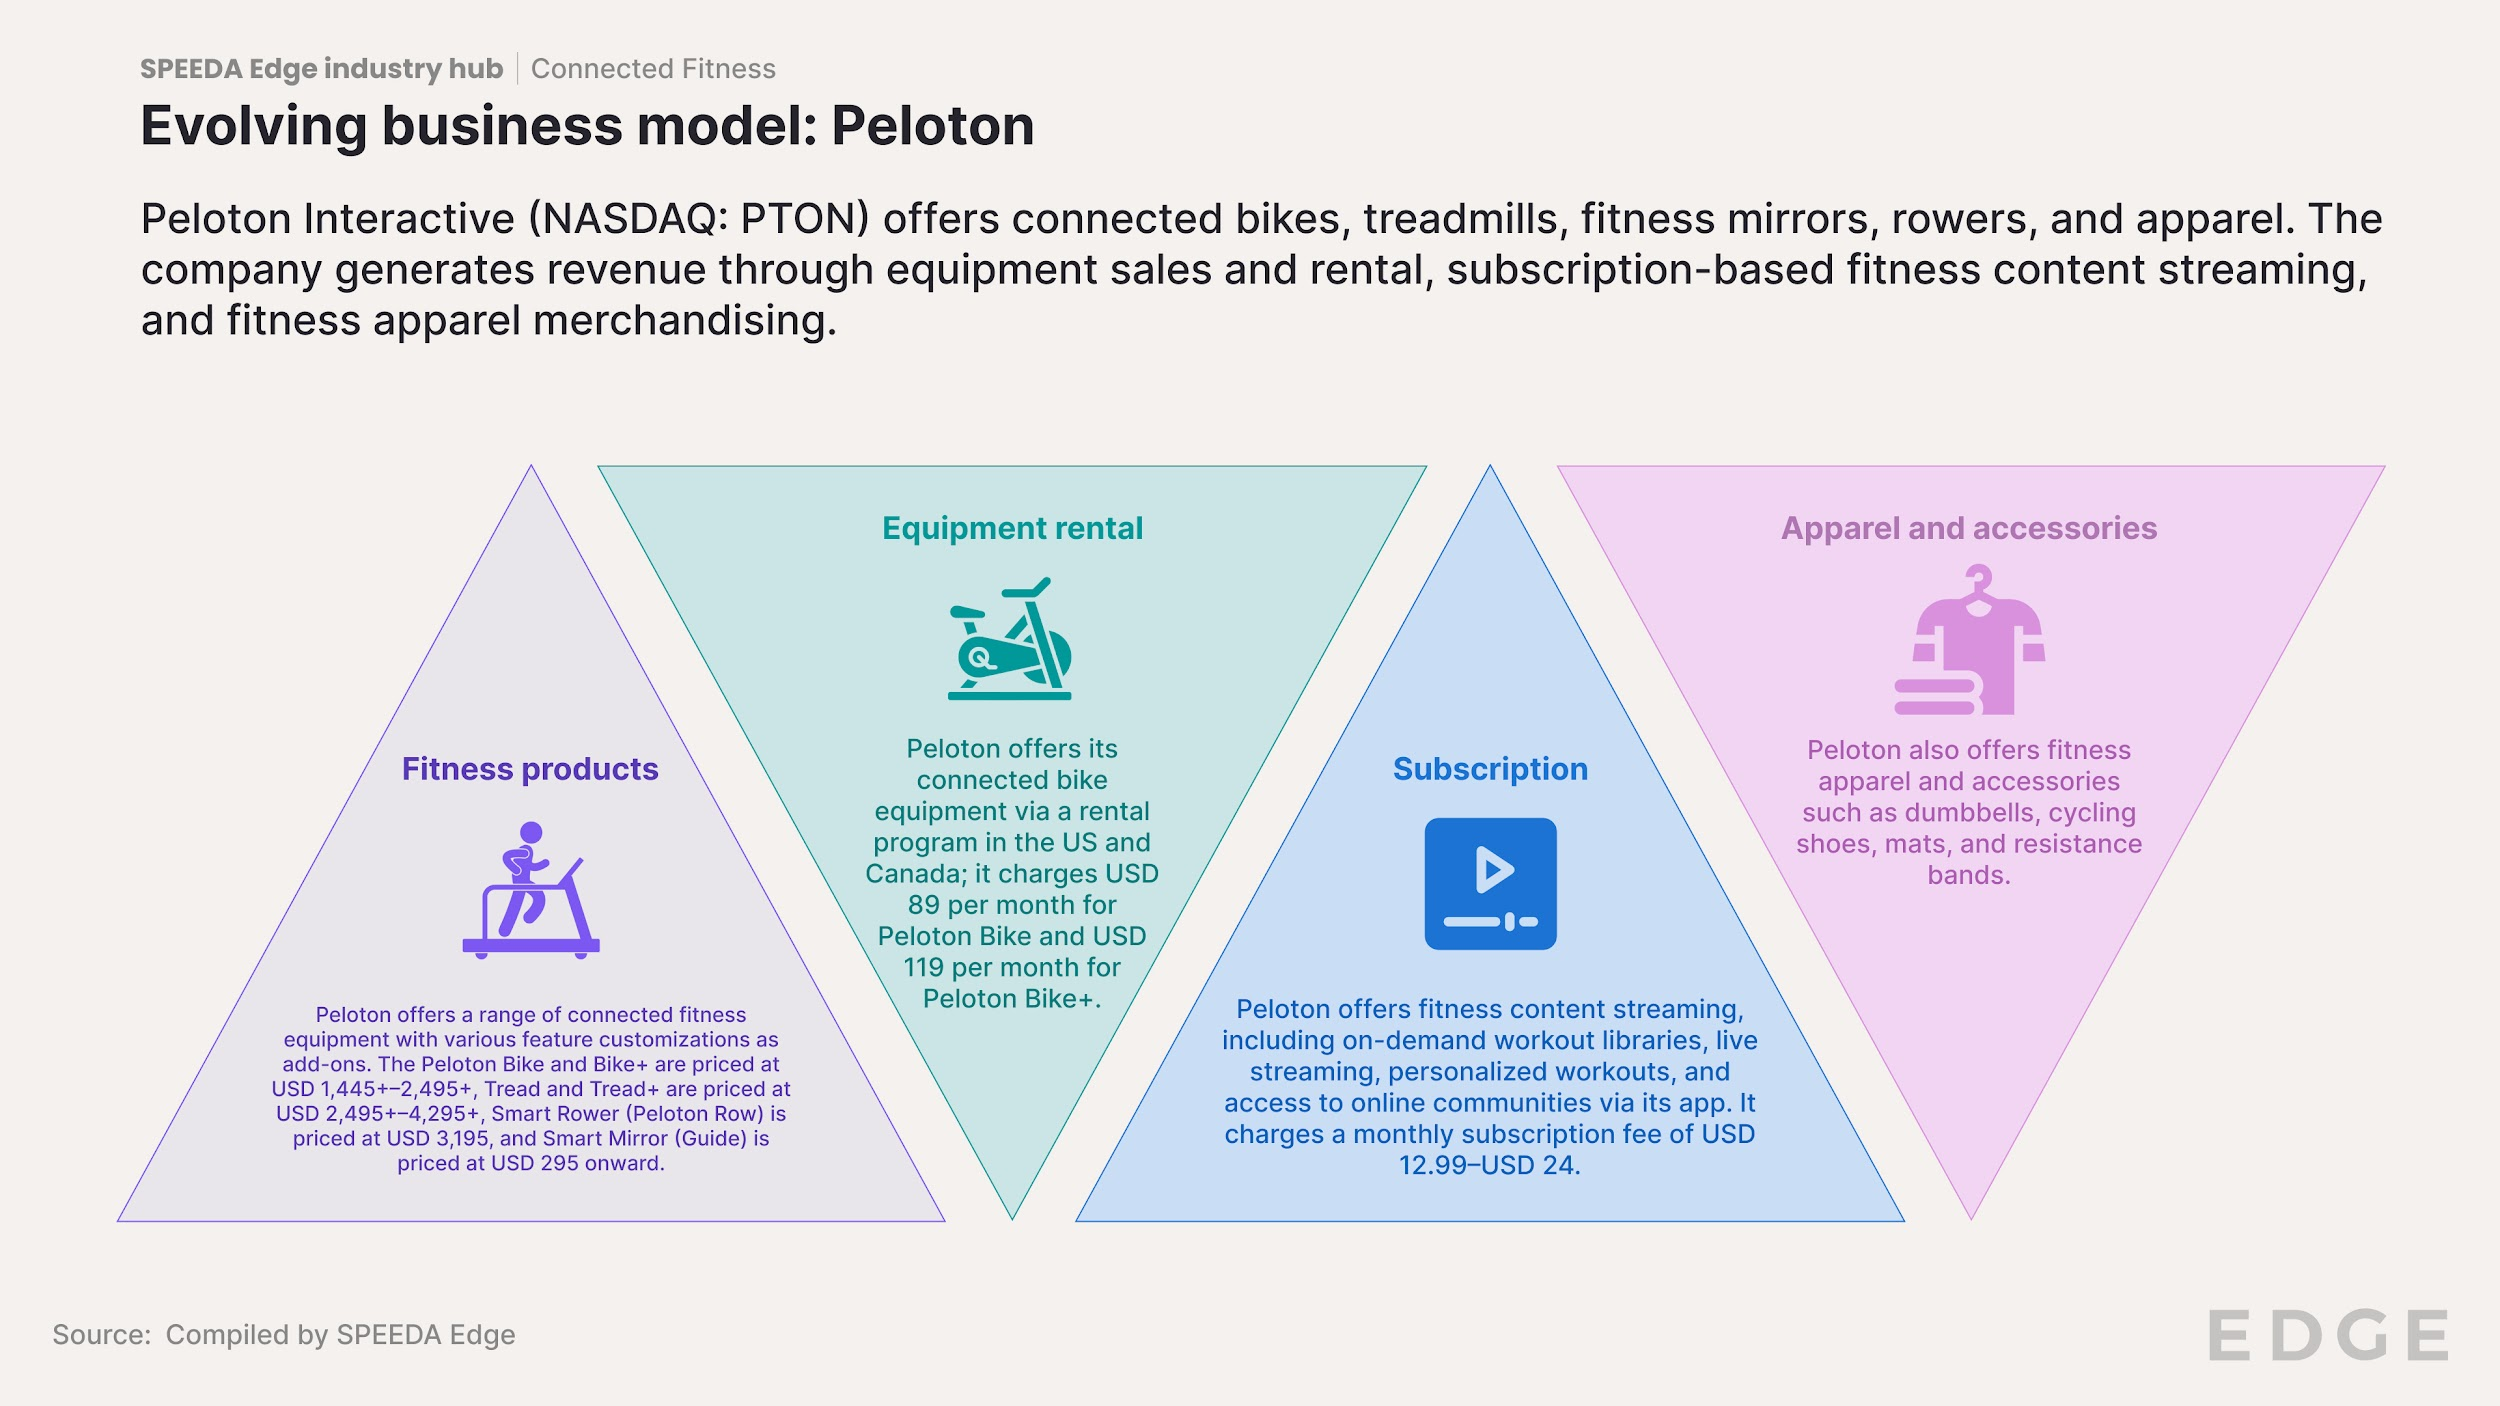 SPEEDA Edge industry hub | Connected Fitness
Evolving business model: Peloton
Peloton Interactive (NASDAQ: PTON) offers connected bikes, treadmills, fitness mirrors, rowers, and apparel. The
company generates revenue through equipment sales and rental, subscription-based fitness content streaming,
and fitness apparel merchandising.
Fitness products
Peloton offers a range of connected fitness
equipment with various feature customizations as
add-ons. The Peloton Bike and Bike+ are priced at
USD 1,445+–2,495+, Tread and Tread+ are priced at
USD 2,495+–4,295+, Smart Rower (Peloton Row) is
priced at USD 3,195, and Smart Mirror (Guide) is
priced at USD 295 onward.
Equipment rental
Peloton offers its
connected bike
equipment via a rental
program in the US and
Canada; it charges USD
89 per month for
Peloton Bike and USD
119 per month for
Peloton Bike+.
Subscription
Peloton offers fitness content streaming,
including on-demand workout libraries, live
streaming, personalized workouts, and
access to online communities via its app. It
charges a monthly subscription fee of USD
12.99–USD 24.
Apparel and accessories
Peloton also offers fitness
apparel and accessories
such as dumbbells, cycling
shoes, mats, and resistance
bands.
Source: Compiled by SPEEDA Edge
EDGE